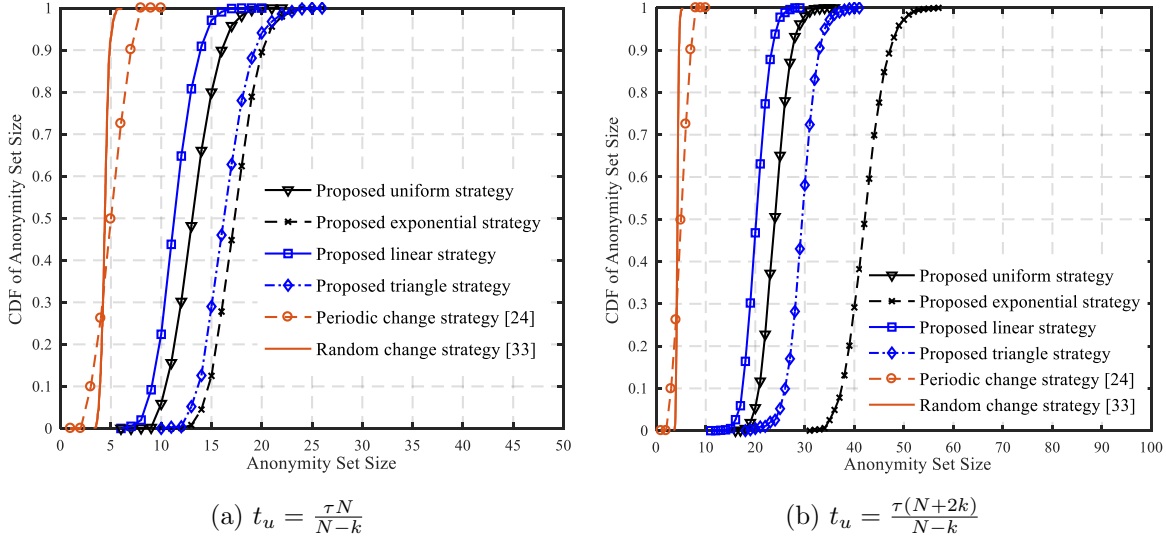 CDF of Anonymity Set Size
1
0.9
0.8
0.7
0.6
0.5
0.4
0.3
0.2
0.1
0
0 5 10 15 20 25 30 35 40 45 50
Anonymity Set Size
Proposed uniform strategy
Proposed exponential strategy
Proposed linear strategy
Proposed triangle strategy
Periodic change strategy [24]
Random change strategy [33]
(a) t_u = \frac{τN}{N−k}
CDF of Anonymity Set Size
1
0.9
0.8
0.7
0.6
0.5
0.4
0.3
0.2
0.1
0
0 10 20 30 40 50 60 70 80 90 100
Anonymity Set Size
Proposed uniform strategy
Proposed exponential strategy
Proposed linear strategy
Proposed triangle strategy
Periodic change strategy [24]
Random change strategy [33]
(b) t_u = \frac{τ(N+2k)}{N−k}